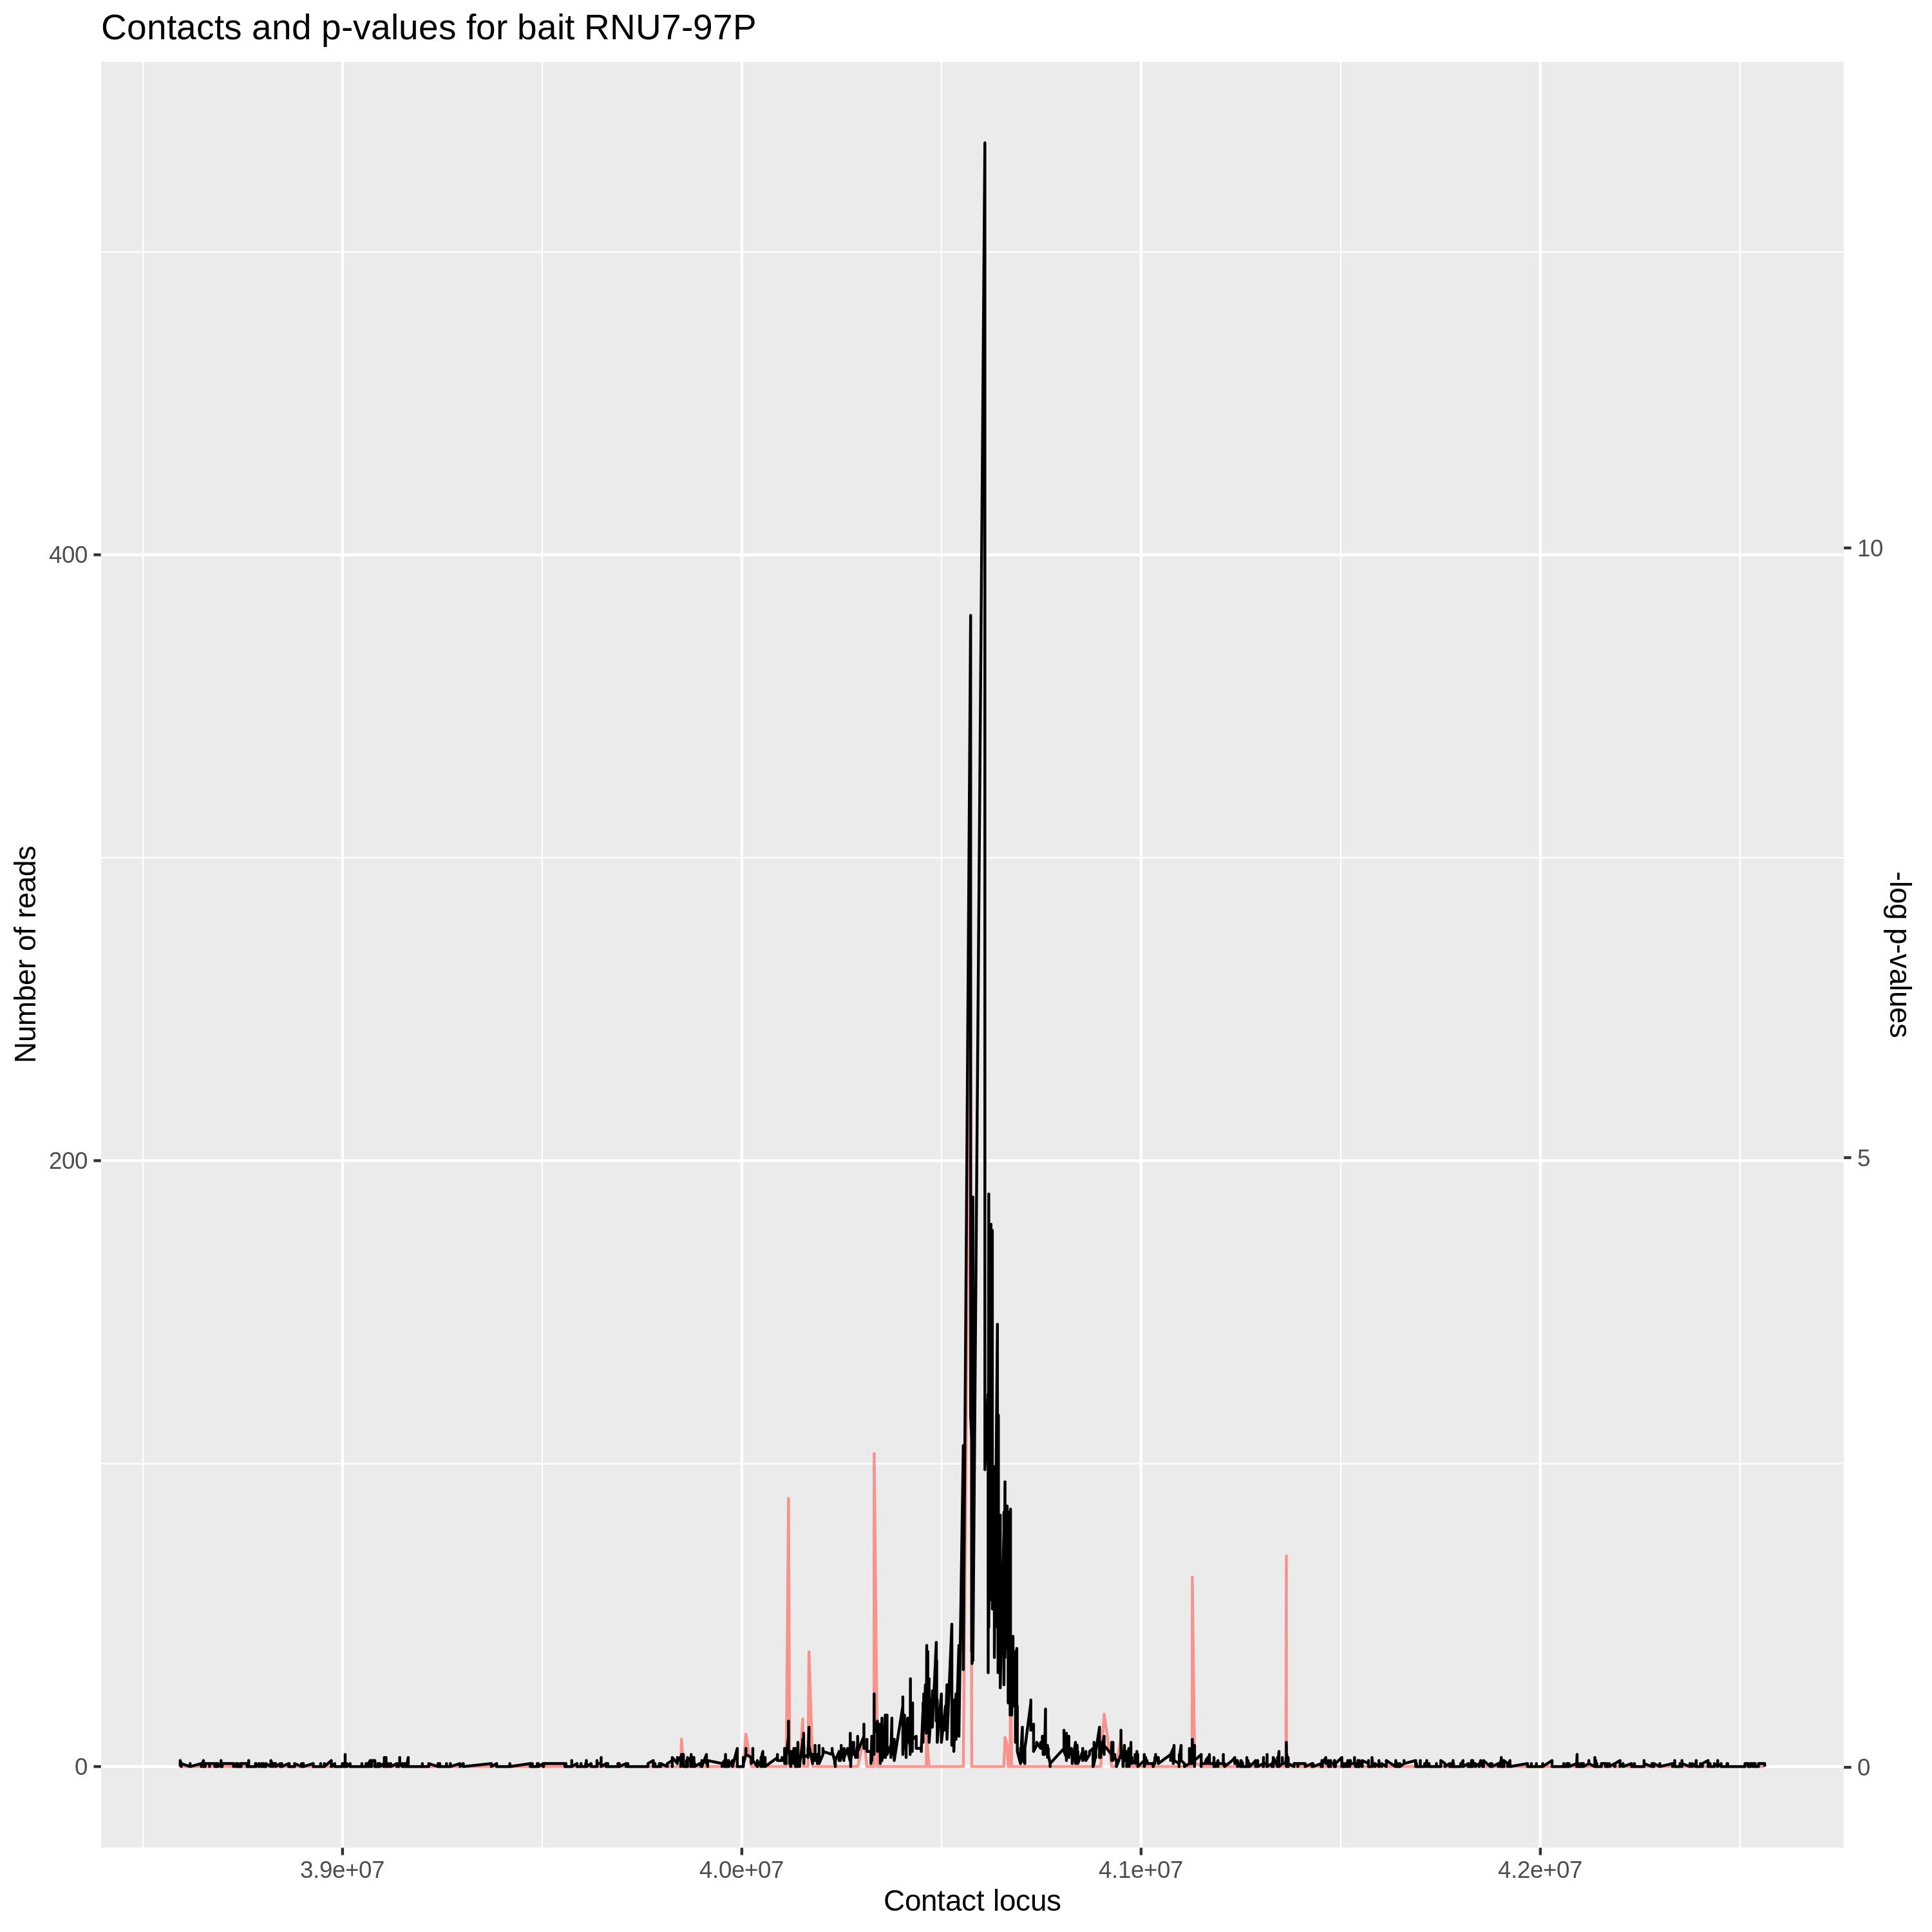 Contacts and p-values for bait RNU7-97P
Number of reads
400
200
0
10
5
0
-log p-values
3.9e+07 4.0e+07 4.1e+07 4.2e+07
Contact locus